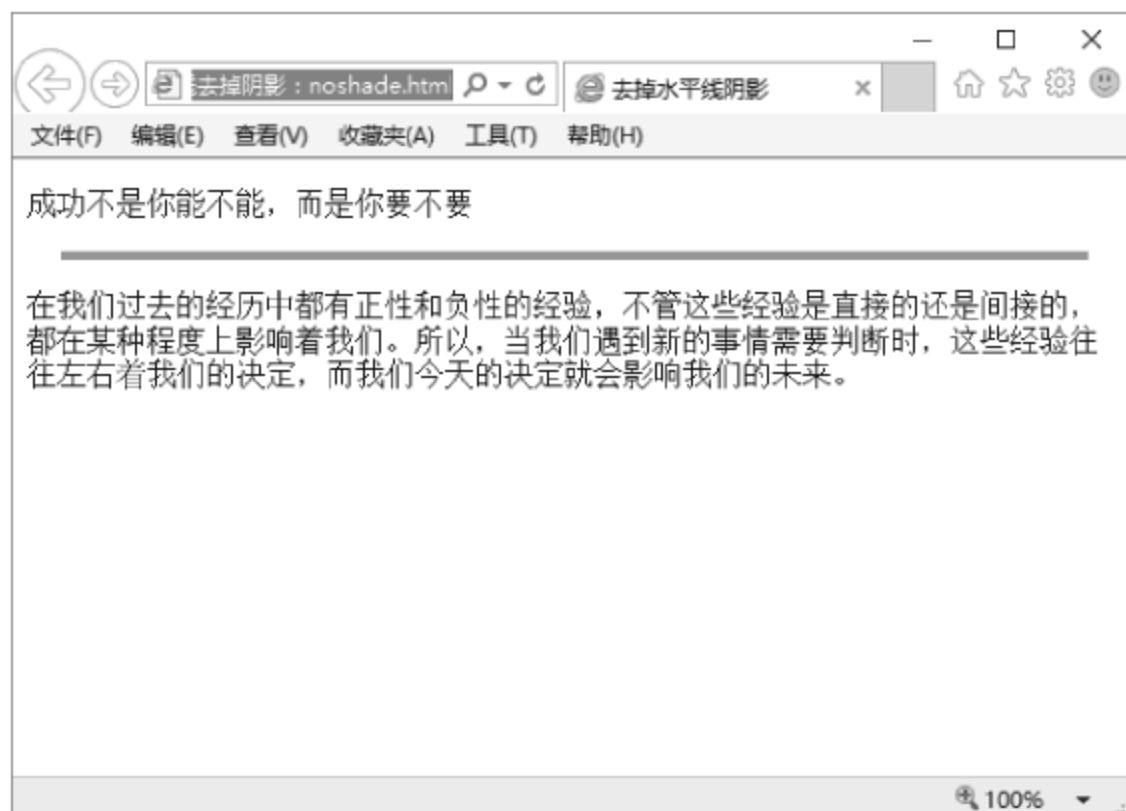 去掉阴影：noshade.html
去掉水平线阴影
文件(F) 编辑(E) 查看(V) 收藏夹(A) 工具(T) 帮助(H)
成功不是你能不能，而是你要不要
在我们过去的经历中都有正性和负性的经验，不管这些经验是直接的还是间接的，
都在某种程度上影响着我们。所以，当我们遇到新的事情需要判断时，这些经验往
往左右着我们的决定，而我们今天的决定就会影响我们的未来。
100%